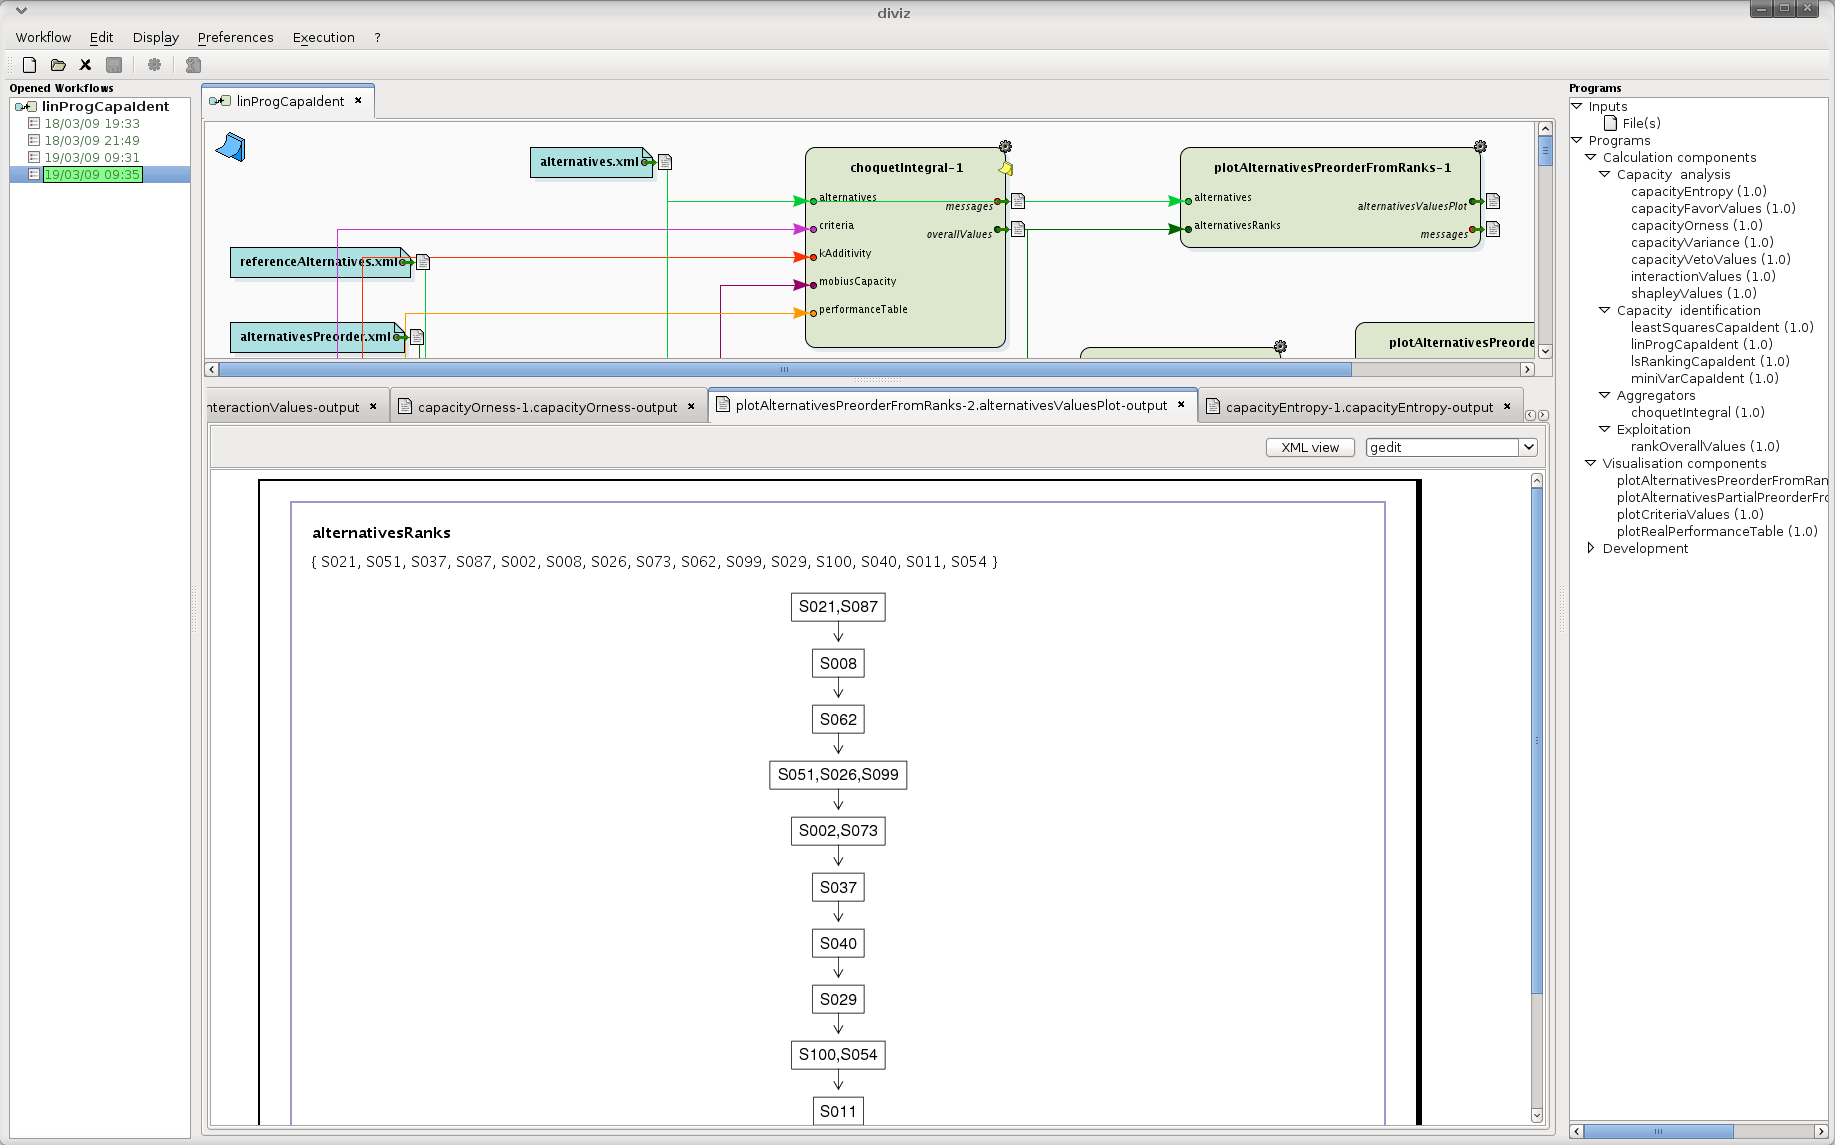 diviz
Workflow Edit Display Preferences Execution ?
Opened Workflows
linProgCapaIdent
18/03/09 19:33
18/03/09 21:49
19/03/09 09:31
19/03/09 09:35
linProgCapaIdent
alternatives.xml
referenceAlternatives.xml
alternativesPreorder.xml
choquetIntegral-1
alternatives
messages
criteria
overallValues
kAdditivity
mobiusCapacity
performanceTable
plotAlternativesPreorderFromRanks-1
alternatives
alternativesValuesPlot
alternativesRanks
messages
plotAlternativesPreorde
nteractionValues-output
capacityOrness-1.capacityOrness-output
plotAlternativesPreorderFromRanks-2.alternativesValuesPlot-output
capacityEntropy-1.capacityEntropy-output
XML view
gedit
alternativesRanks
{ S021, S051, S037, S087, S002, S008, S026, S073, S062, S099, S029, S100, S040, S011, S054 }
S021,S087
S008
S062
S051,S026,S099
S002,S073
S037
S040
S029
S100,S054
S011
Programs
Inputs
File(s)
Programs
Calculation components
Capacity analysis
capacityEntropy (1.0)
capacityFavorValues (1.0)
capacityOrness (1.0)
capacityVariance (1.0)
capacityVetoValues (1.0)
interactionValues (1.0)
shapleyValues (1.0)
Capacity identification
leastSquaresCapaIdent (1.0)
linProgCapaIdent (1.0)
lsRankingCapaIdent (1.0)
miniVarCapaIdent (1.0)
Aggregators
choquetIntegral (1.0)
Exploitation
rankOverallValues (1.0)
Visualisation components
plotAlternativesPreorderFromRan
plotAlternativesPartialPreorderFro
plotCriteriaValues (1.0)
plotRealPerformanceTable (1.0)
Development